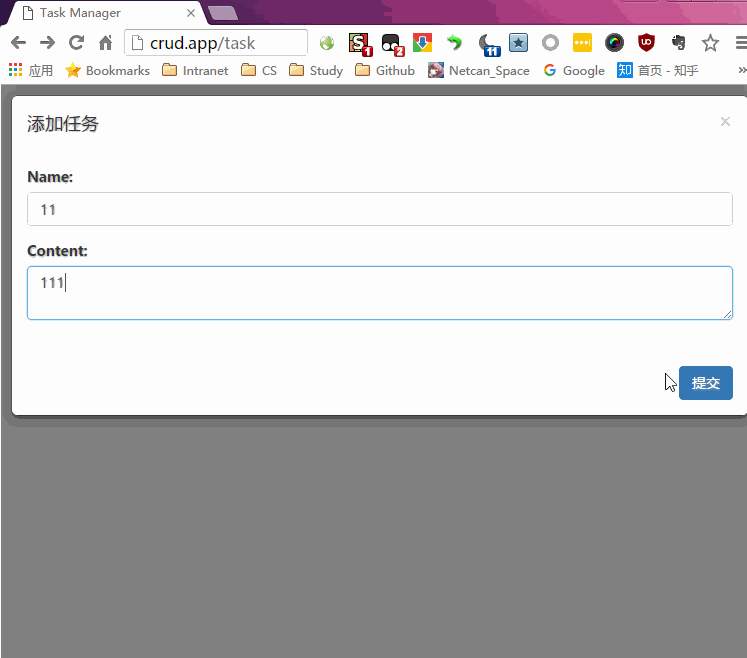 Task Manager
crud.app/task
1
2
11
UD
应用 Bookmarks Intranet CS Study Github Netcan_Space G Google 知 首页 - 知乎 »
添加任务
Name:
11
Content:
111
提交